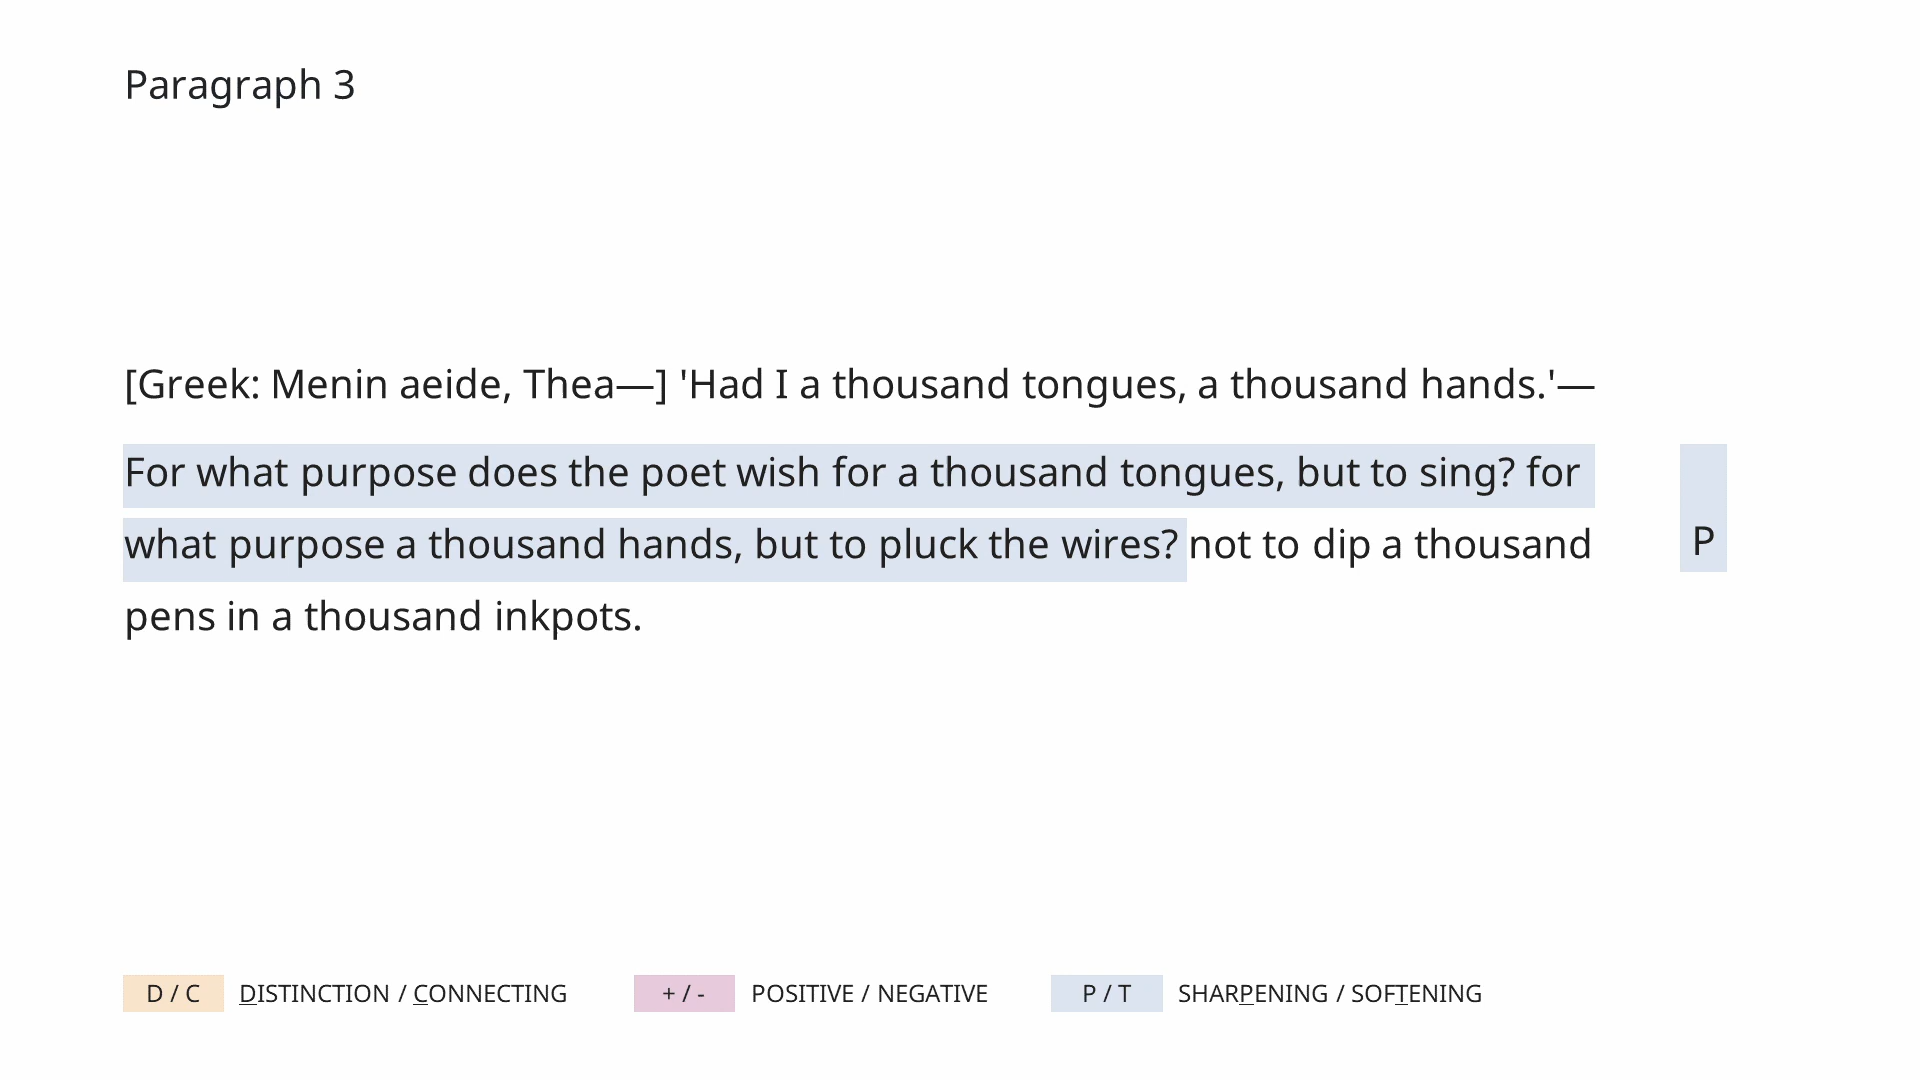 Paragraph 3
[Greek: Menin aeide, Thea—] 'Had I a thousand tongues, a thousand hands.'—
For what purpose does the poet wish for a thousand tongues, but to sing? for
what purpose a thousand hands, but to pluck the wires? not to dip a thousand
P
pens in a thousand inkpots.
D / C DISTINCTION / CONNECTING + / - POSITIVE / NEGATIVE P / T SHARPENING / SOFTENING